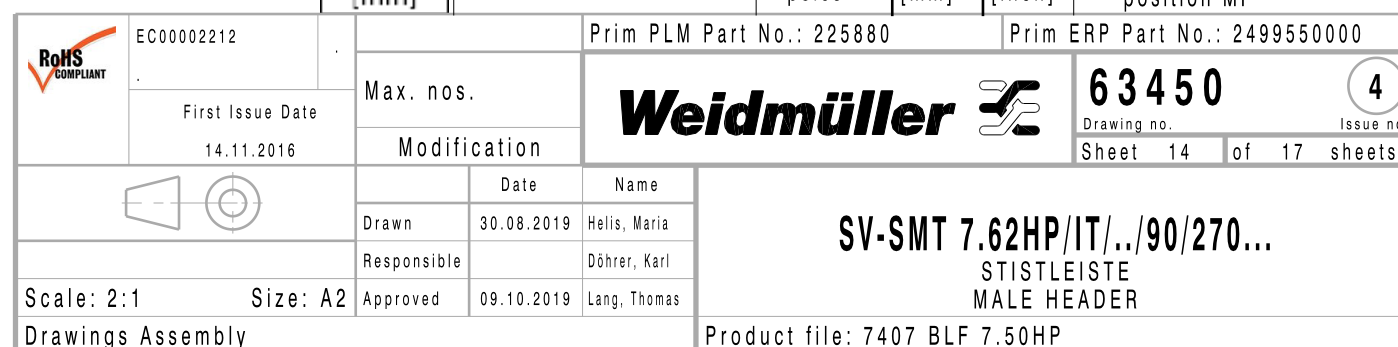 Prim PLM Part No.: 225880
Prim ERP Part No.: 2499550000
RoHS
COMPLIANT
EC00002212
.
.
First Issue Date
14.11.2016
Max. nos.
Modification
Weidmüller
63450
Drawing no.
4
Sheet 14 of 17 sheets
Date Name
Drawn 30.08.2019 Helis, Maria
Responsible Döhrer, Karl
Approved 09.10.2019 Lang, Thomas
Scale: 2:1 Size: A2
SV-SMT 7.62HP/IT/../90/270...
STISTLEISTE
MALE HEADER
Drawings Assembly
Product file: 7407 BLF 7.50HP